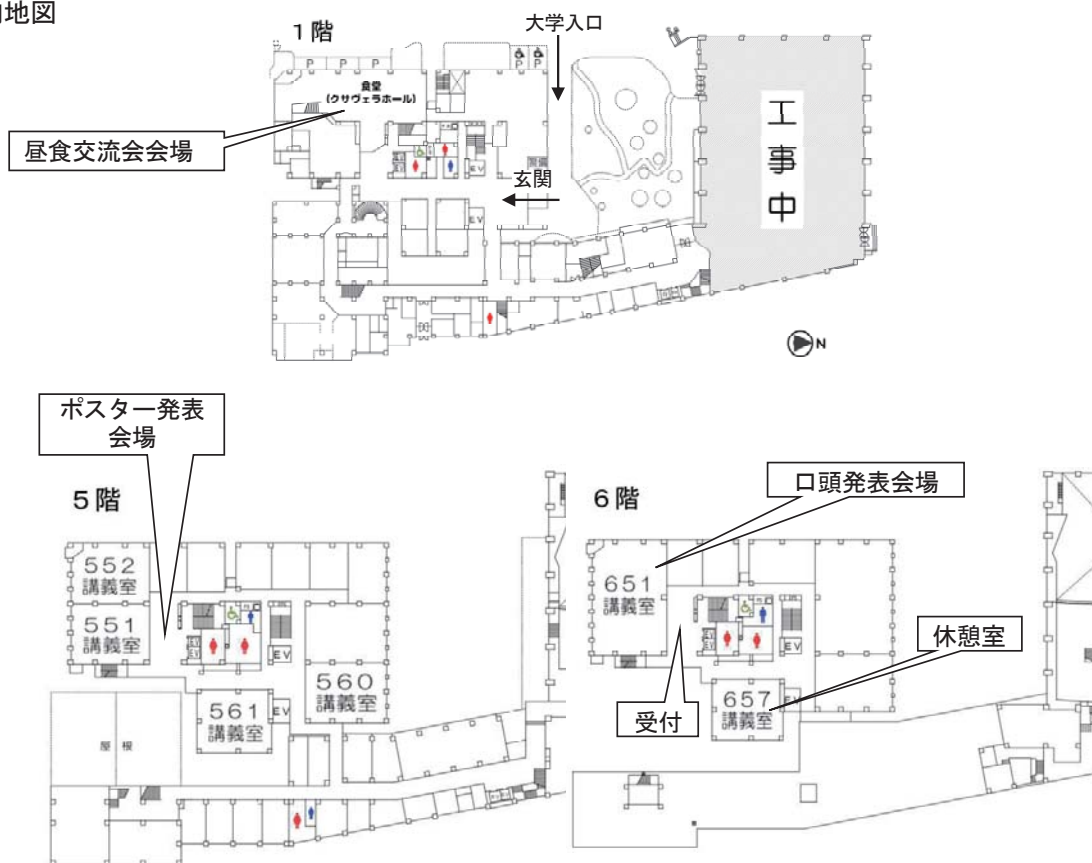 内地図
1階
大学入口
P
P
P
P
P
食堂
(クサヴェラホール)
昼食交流会会場
工事中
EV
玄関
EV
N
ポスター発表
会場
5階
552
講義室
551
講義室
EV
EV
EV
560
講義室
561
講義室
EV
屋根
6階
口頭発表会場
651
講義室
EV
EV
EV
休憩室
受付
657
講義室
EV